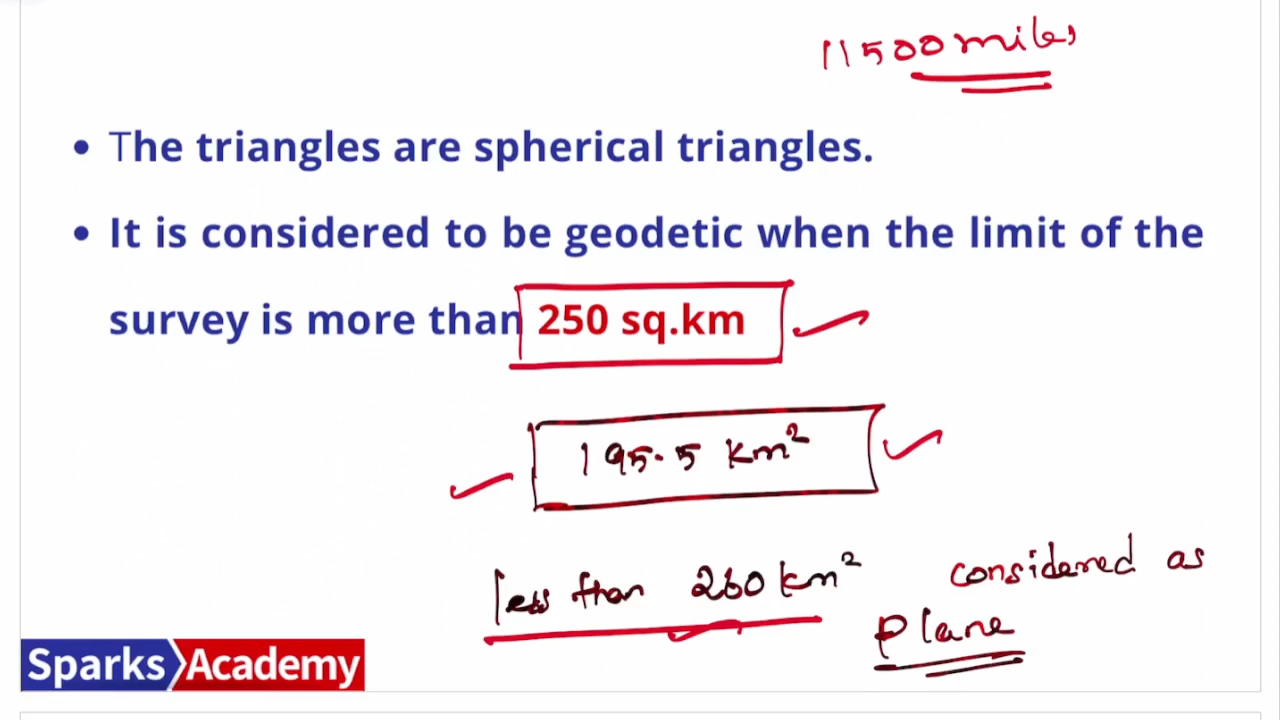 11500 miles
• The triangles are spherical triangles.
• It is considered to be geodetic when the limit of the
survey is more than 250 sq.km
195.5 km²
less than 260 km² considered as
plane
Sparks Academy